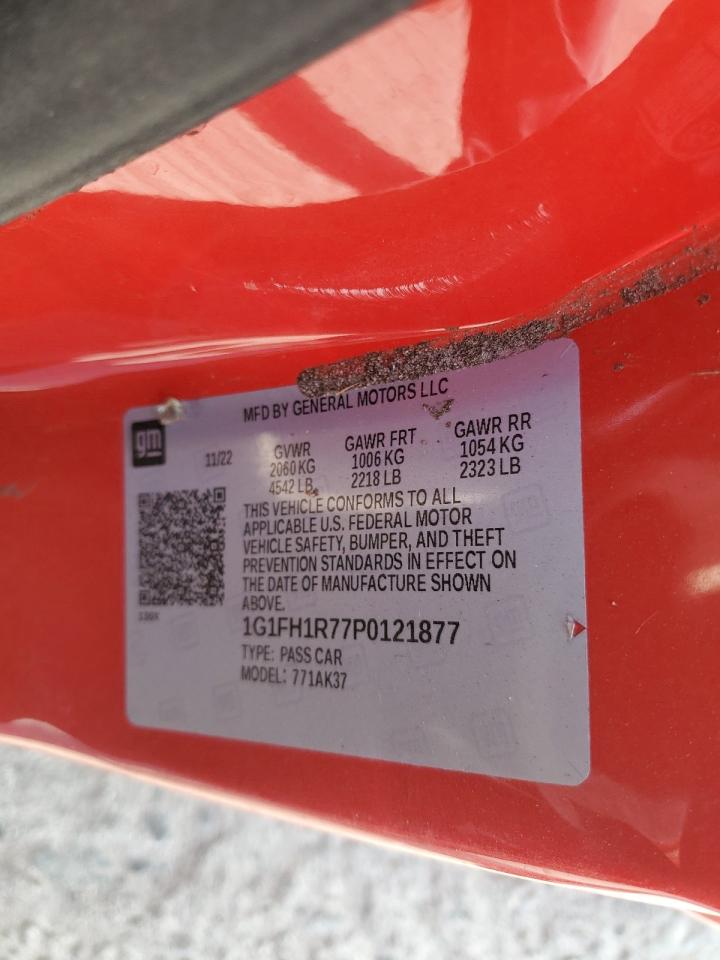 MFD BY GENERAL MOTORS LLC
gm
11/22 GVWR GAWR FRT GAWR RR
2060 KG 1006 KG 1054 KG
4542 LB 2218 LB 2323 LB
THIS VEHICLE CONFORMS TO ALL
APPLICABLE U.S. FEDERAL MOTOR
VEHICLE SAFETY, BUMPER, AND THEFT
PREVENTION STANDARDS IN EFFECT ON
THE DATE OF MANUFACTURE SHOWN
ABOVE.
1G1FH1R77P0121877
TYPE: PASS CAR
MODEL: 771AK37